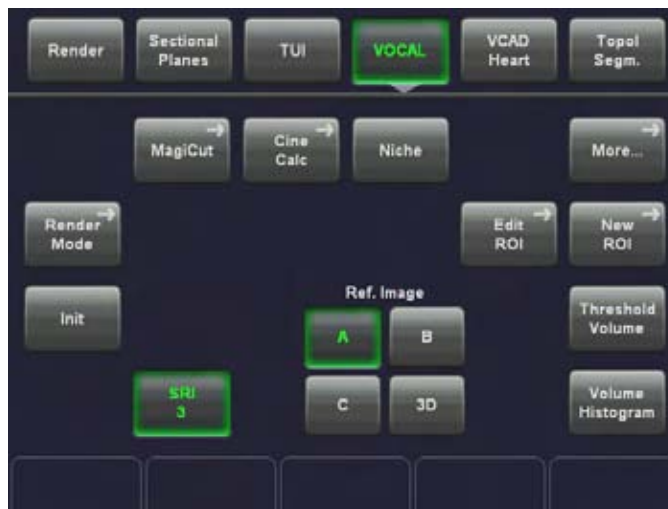 Render
Sectional
Planes
TUI
VOCAL
VCAD
Heart
Topol
Segm.
MagiCut
Cine
Calc
Niche
More...
Render
Mode
Edit
ROI
New
ROI
Init
Ref. Image
A
B
Threshold
Volume
SRI
3
C
3D
Volume
Histogram